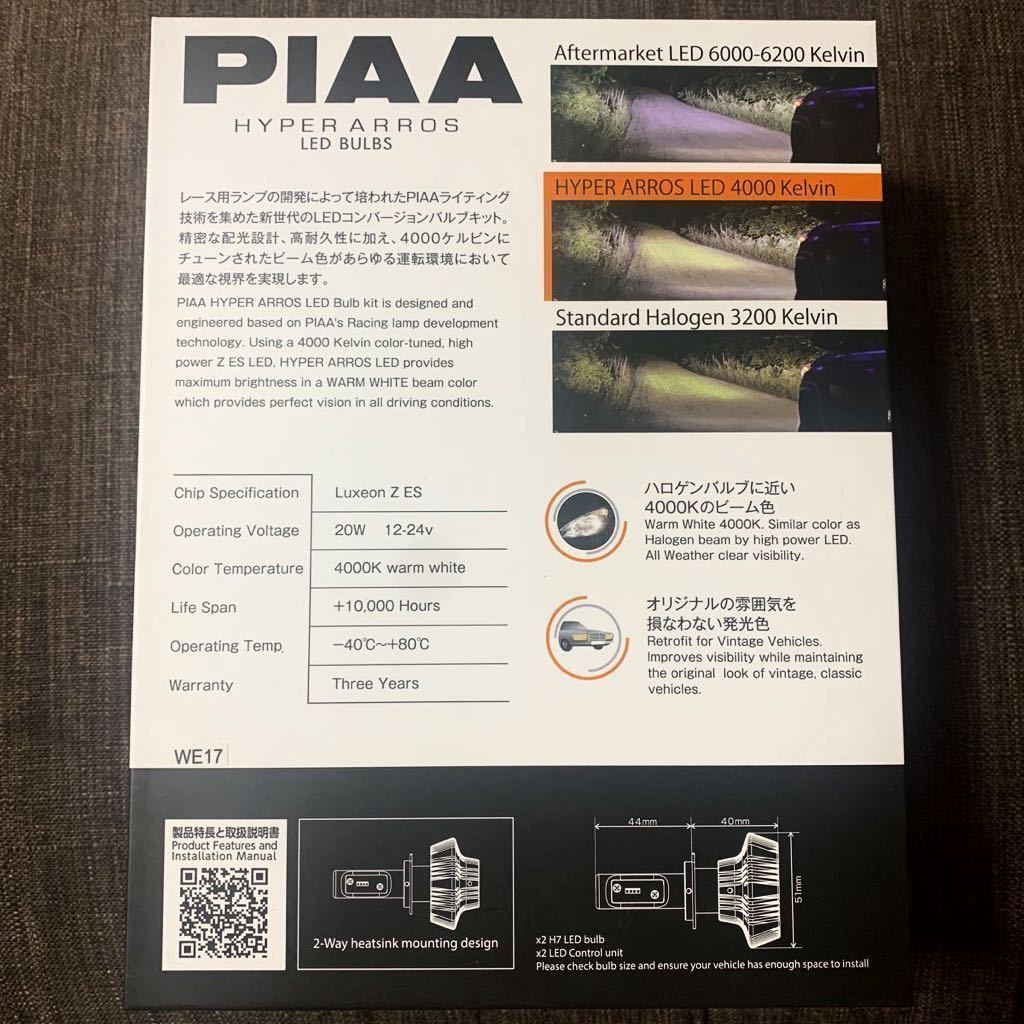 PIAA
HYPER ARROS
LED BULBS
レース用ランプの開発によって培われたPIAAライティング
技術を集めた新世代のLEDコンバージョンバルブキット。
精密な配光設計、高耐久性に加え、4000ケルビンに
チューンされたビーム色があらゆる運転環境において
最適な視界を実現します。
PIAA HYPER ARROS LED Bulb kit is designed and
engineered based on PIAA's Racing lamp development
technology. Using a 4000 Kelvin color-tuned, high
power Z ES LED, HYPER ARROS LED provides
maximum brightness in a WARM WHITE beam color
which provides perfect vision in all driving conditions.
Aftermarket LED 6000-6200 Kelvin
HYPER ARROS LED 4000 Kelvin
Standard Halogen 3200 Kelvin
Chip Specification Luxeon Z ES
Operating Voltage 20W 12-24v
Color Temperature 4000K warm white
Life Span +10,000 Hours
Operating Temp. −40℃~+80℃
Warranty Three Years
ハロゲンバルブに近い
4000Kのビーム色
Warm White 4000K. Similar color as
Halogen beam by high power LED.
All Weather clear visibility.
オリジナルの雰囲気を
損なわない発光色
Retrofit for Vintage Vehicles.
Improves visibility while maintaining
the original look of vintage, classic
vehicles.
WE17
製品特長と取扱説明書
Product Features and
Installation Manual
2-Way heatsink mounting design
44mm 40mm
51mm
x2 H7 LED bulb
x2 LED Control unit
Please check bulb size and ensure your vehicle has enough space to install